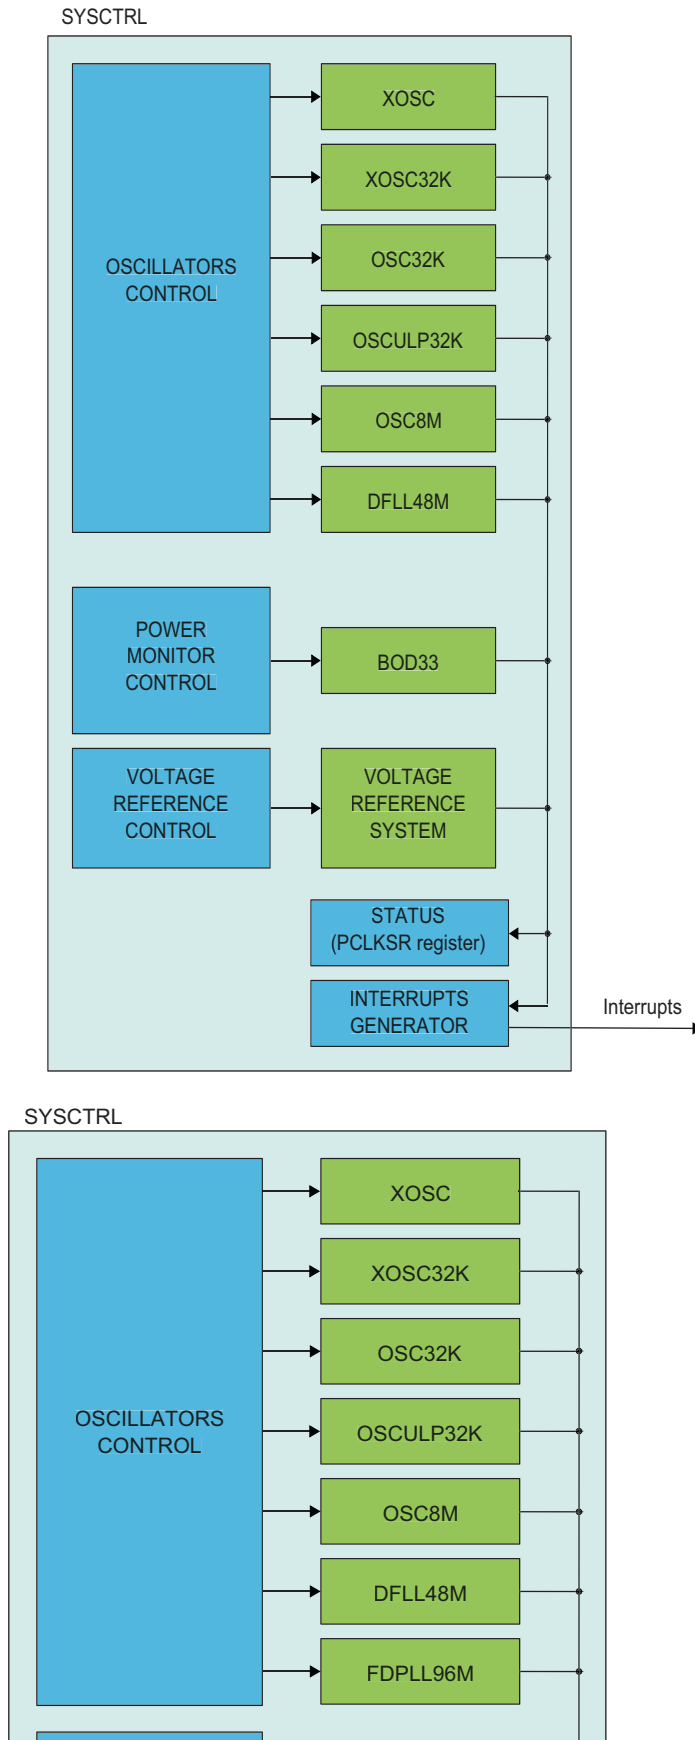 SYSCTRL
XOSC
XOSC32K
OSCILLATORS
CONTROL
OSC32K
OSCULP32K
OSC8M
DFLL48M
POWER
MONITOR
CONTROL
BOD33
VOLTAGE
REFERENCE
CONTROL
VOLTAGE
REFERENCE
SYSTEM
STATUS
(PCLKSR register)
INTERRUPTS
GENERATOR
Interrupts
SYSCTRL
XOSC
XOSC32K
OSC32K
OSCILLATORS
CONTROL
OSCULP32K
OSC8M
DFLL48M
FDPLL96M